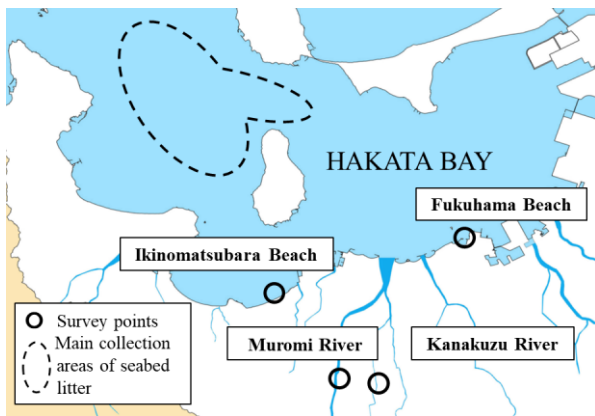 HAKATA BAY
Fukuhama Beach
Ikinomatsubara Beach
Survey points
Main collection
areas of seabed
litter
Muromi River
Kanakuzu River